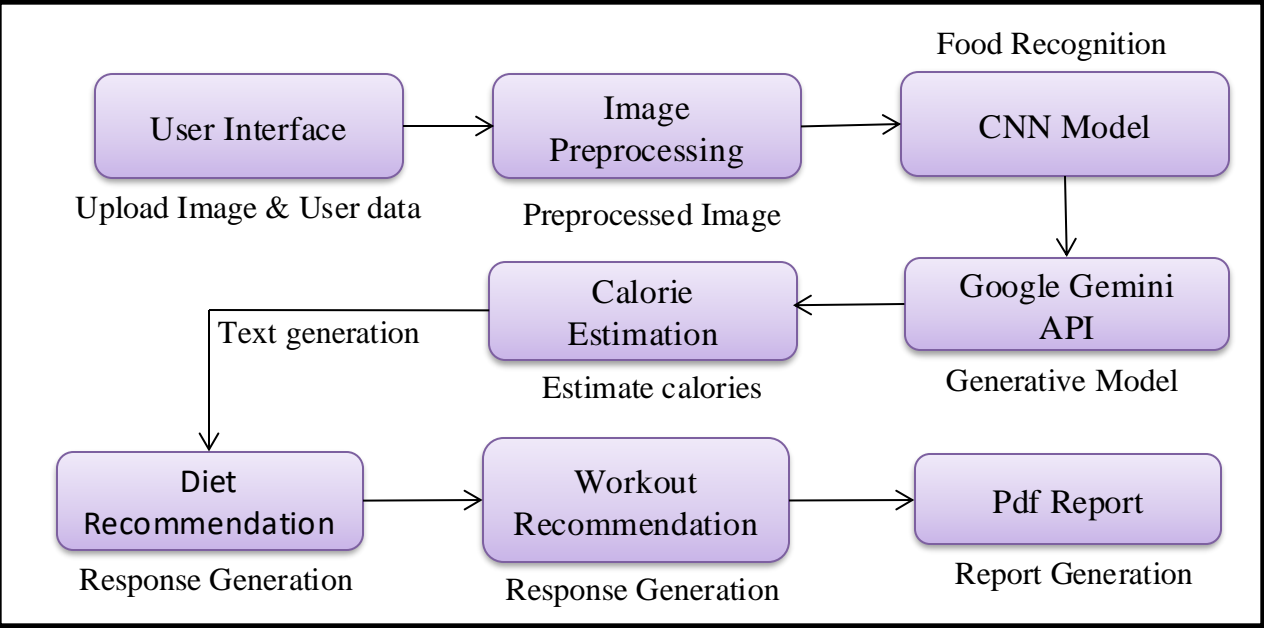 Food Recognition
User Interface
Image
Preprocessing
CNN Model
Upload Image & User data
Preprocessed Image
Google Gemini
API
Generative Model
Calorie
Estimation
Estimate calories
Text generation
Diet
Recommendation
Response Generation
Workout
Recommendation
Response Generation
Pdf Report
Report Generation